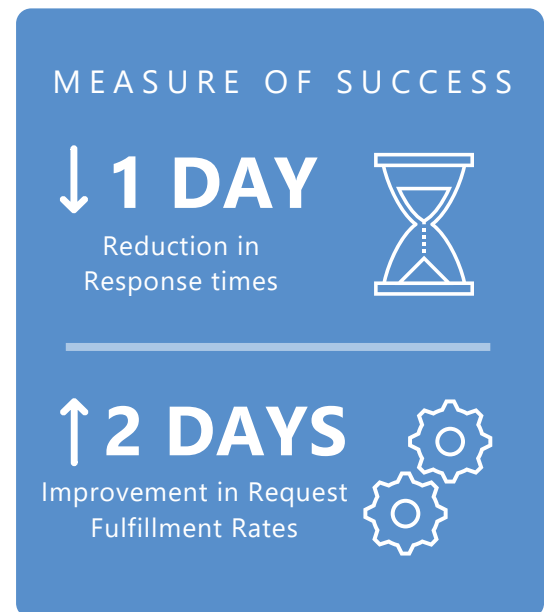 MEASURE OF SUCCESS
↓ 1 DAY
Reduction in
Response times
↑ 2 DAYS
Improvement in Request
Fulfillment Rates